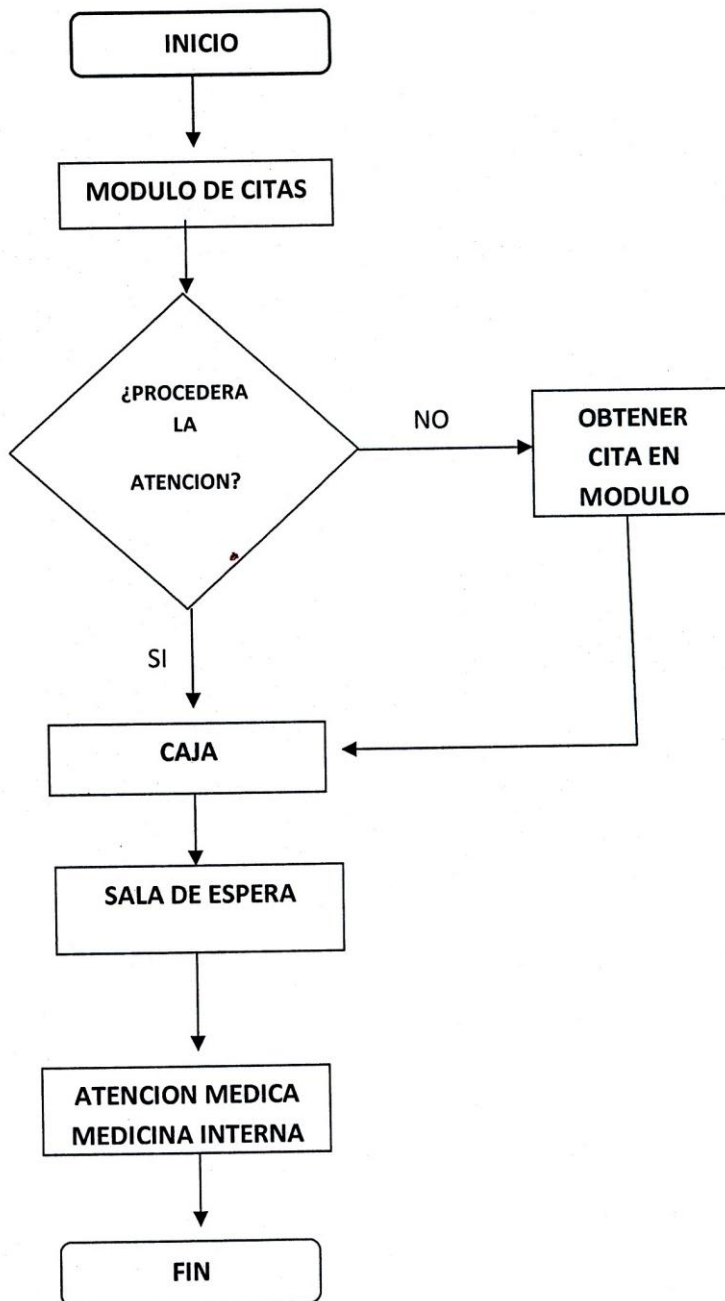 INICIO
MODULO DE CITAS
¿PROCEDERA
LA
ATENCION?
NO
OBTENER
CITA EN
MODULO
SI
CAJA
SALA DE ESPERA
ATENCION MEDICA
MEDICINA INTERNA
FIN